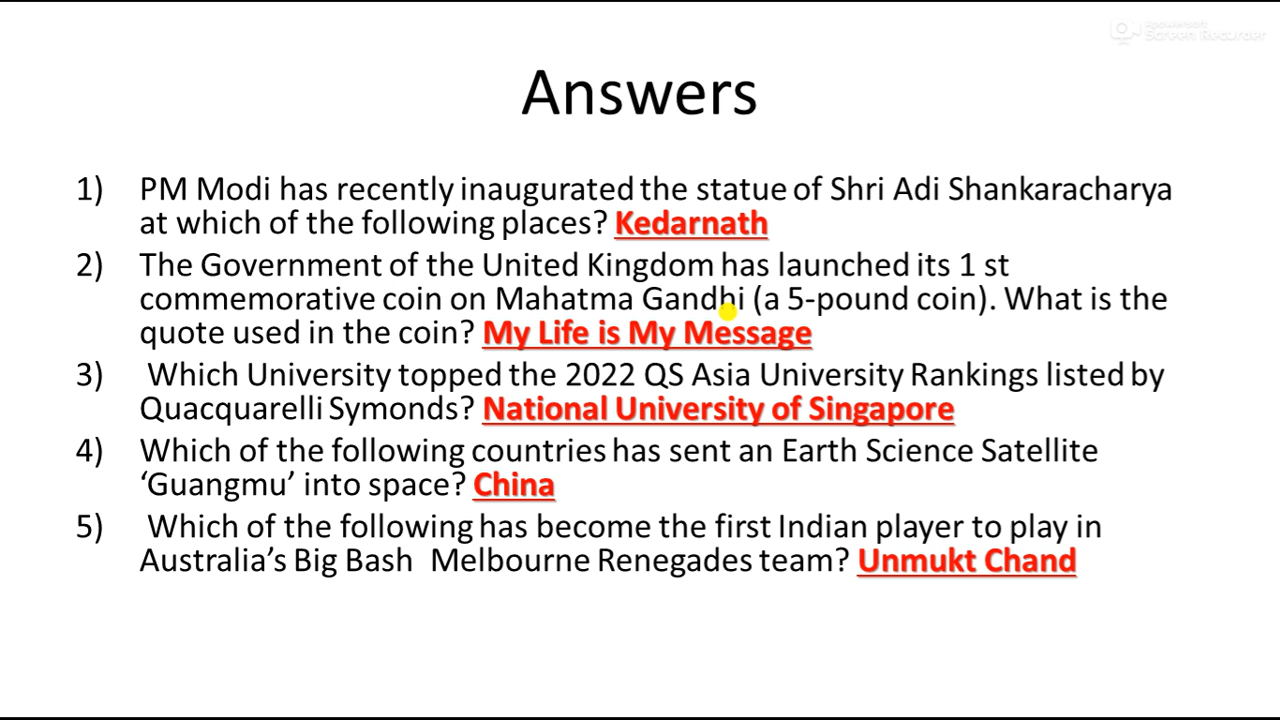 Apowersoft
Screen Recorder
Answers
1) PM Modi has recently inaugurated the statue of Shri Adi Shankaracharya
at which of the following places? Kedarnath
2) The Government of the United Kingdom has launched its 1 st
commemorative coin on Mahatma Gandhi (a 5-pound coin). What is the
quote used in the coin? My Life is My Message
3) Which University topped the 2022 QS Asia University Rankings listed by
Quacquarelli Symonds? National University of Singapore
4) Which of the following countries has sent an Earth Science Satellite
‘Guangmu’ into space? China
5) Which of the following has become the first Indian player to play in
Australia’s Big Bash Melbourne Renegades team? Unmukt Chand